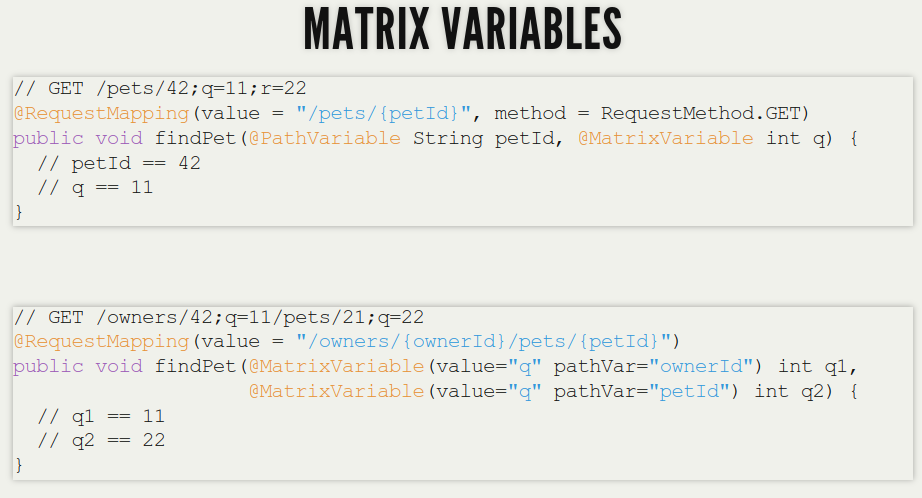 MATRIX VARIABLES
// GET /pets/42;q=11;r=22
@RequestMapping(value = "/pets/{petId}", method = RequestMethod.GET)
public void findPet(@PathVariable String petId, @MatrixVariable int q) {
  // petId == 42
  // q == 11
}
// GET /owners/42;q=11/pets/21;q=22
@RequestMapping(value = "/owners/{ownerId}/pets/{petId}")
public void findPet(@MatrixVariable(value="q" pathVar="ownerId") int q1,
                    @MatrixVariable(value="q" pathVar="petId") int q2) {
  // q1 == 11
  // q2 == 22
}